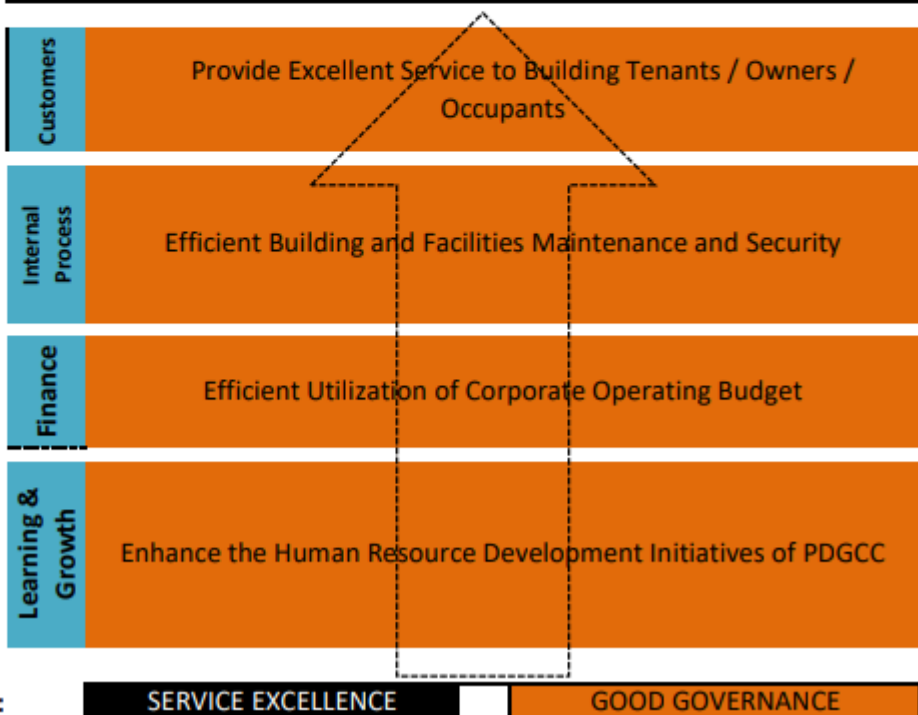 Customers
Provide Excellent Service to Building Tenants / Owners /
Occupants
Internal
Process
Efficient Building and Facilities Maintenance and Security
Finance
Efficient Utilization of Corporate Operating Budget
Learning &
Growth
Enhance the Human Resource Development Initiatives of PDGCC
:
SERVICE EXCELLENCE
GOOD GOVERNANCE